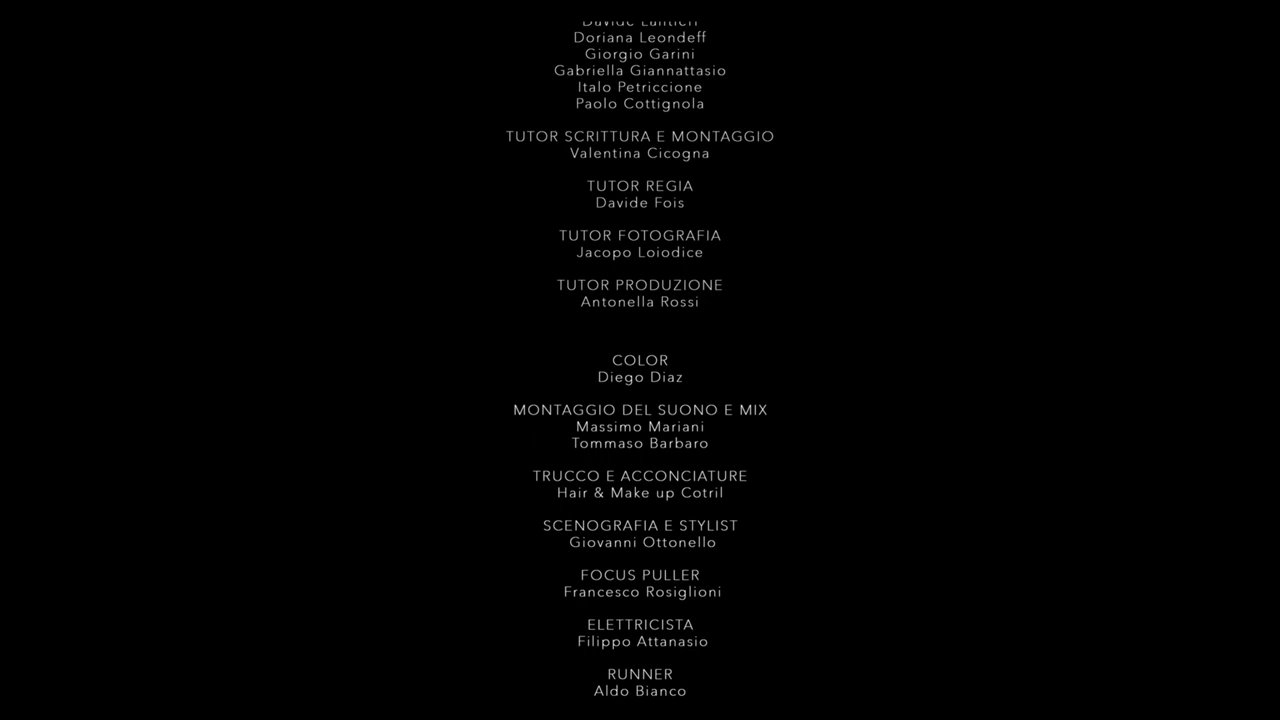 Doriana Leondeff
Giorgio Garini
Gabriella Giannattasio
Italo Petriccione
Paolo Cottignola
TUTOR SCRITTURA E MONTAGGIO
Valentina Cicogna
TUTOR REGIA
Davide Fois
TUTOR FOTOGRAFIA
Jacopo Loiodice
TUTOR PRODUZIONE
Antonella Rossi
COLOR
Diego Diaz
MONTAGGIO DEL SUONO E MIX
Massimo Mariani
Tommaso Barbaro
TRUCCO E ACCONCIATURE
Hair & Make up Cotril
SCENOGRAFIA E STYLIST
Giovanni Ottonello
FOCUS PULLER
Francesco Rosiglioni
ELETTRICISTA
Filippo Attanasio
RUNNER
Aldo Bianco